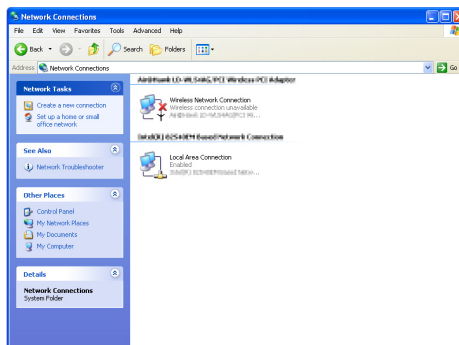 Network Connections
File Edit View Favorites Tools Advanced Help
Back Search Folders
Address Network Connections Go
Network Tasks
Create a new connection
Set up a home or small
office network
See Also
Network Troubleshooter
Other Places
Control Panel
My Network Places
My Documents
My Computer
Details
Network Connections
System Folder
Wireless Network Connection
Wireless connection unavailable
Local Area Connection
Enabled